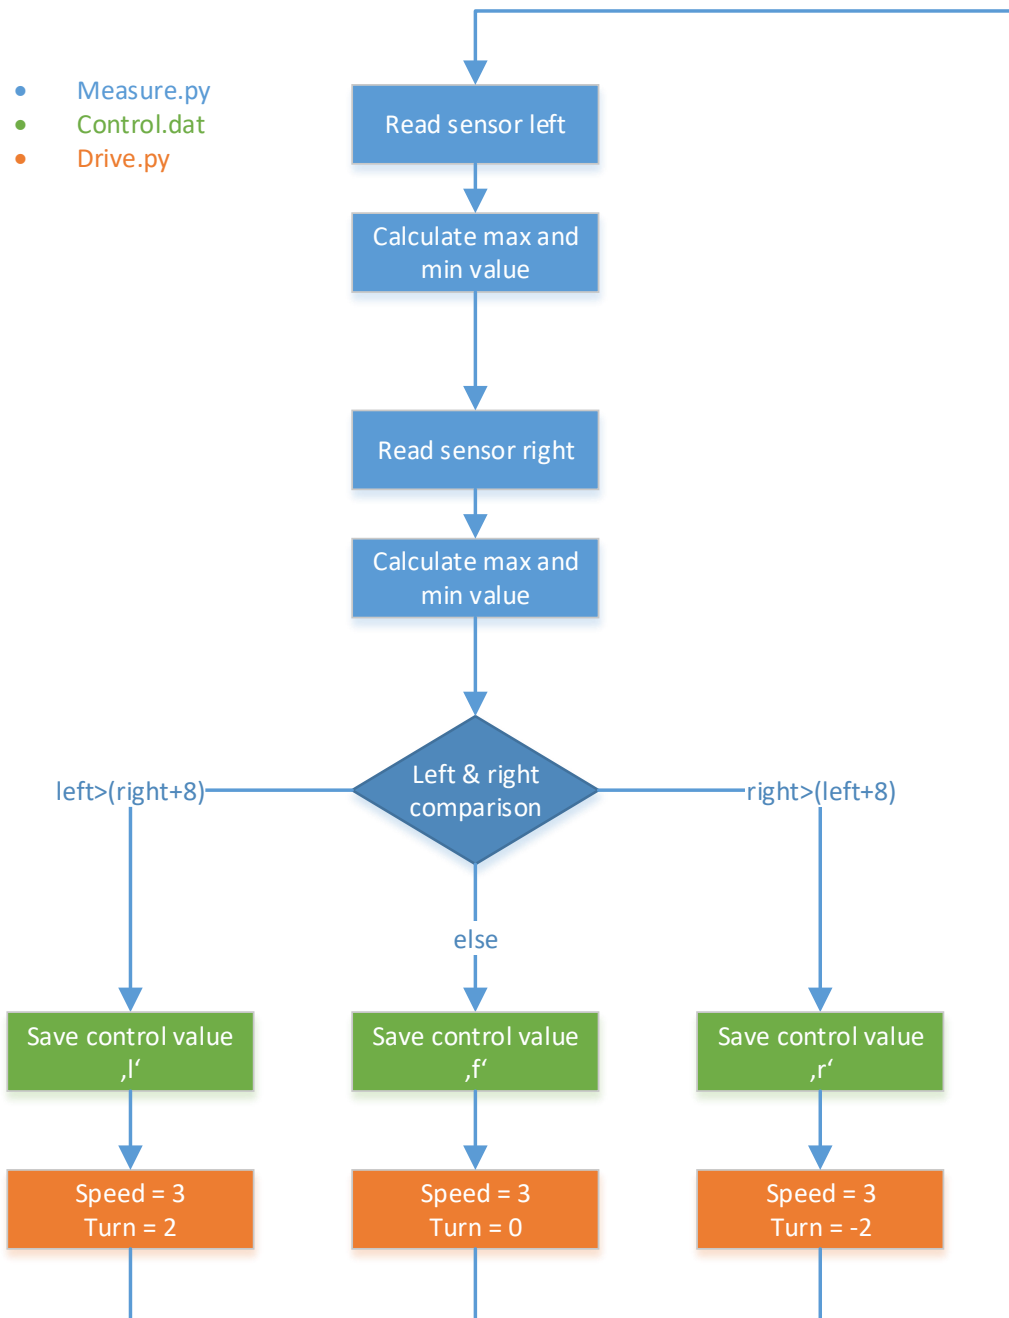 Measure.py
Control.dat
Drive.py
Read sensor left
Calculate max and
min value
Read sensor right
Calculate max and
min value
Left & right
comparison
left>(right+8)
right>(left+8)
else
Save control value
‚l‘
Save control value
‚f‘
Save control value
‚r‘
Speed = 3
Turn = 2
Speed = 3
Turn = 0
Speed = 3
Turn = -2